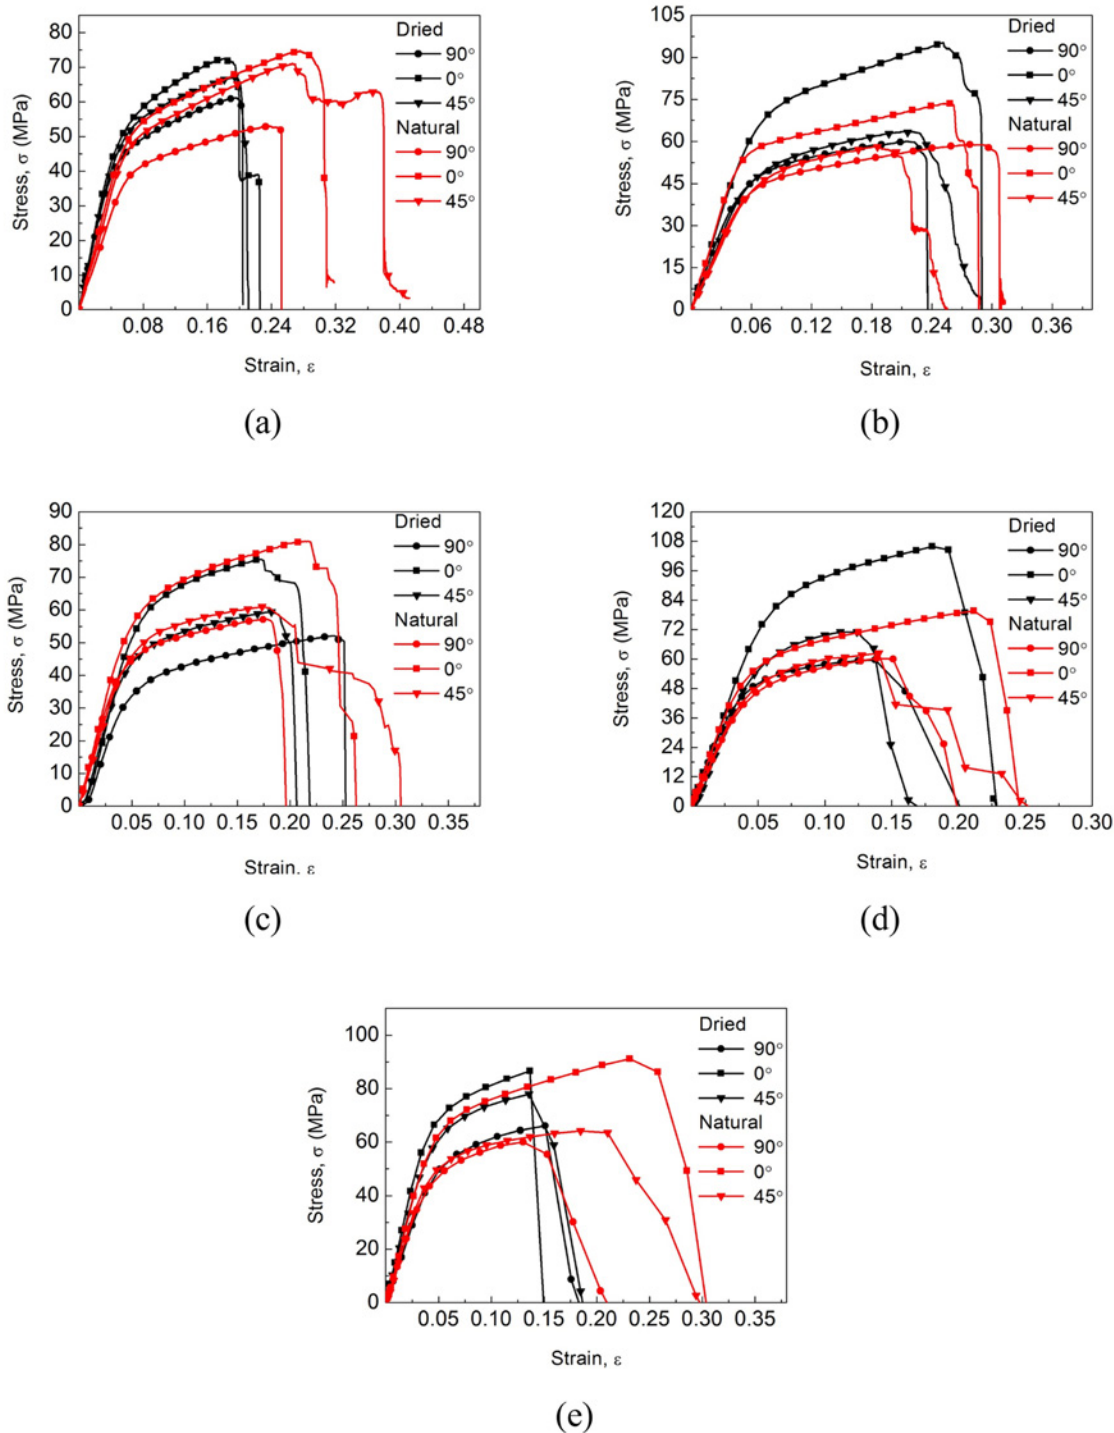 Stress, σ (MPa)
80
70
60
50
40
30
20
10
0
0.08 0.16 0.24 0.32 0.40 0.48
Strain, ε
Dried
90°
0°
45°
Natural
90°
0°
45°
(a)
Stress, σ (MPa)
105
90
75
60
45
30
15
0
0.06 0.12 0.18 0.24 0.30 0.36
Strain, ε
Dried
90°
0°
45°
Natural
90°
0°
45°
(b)
Stress, σ (MPa)
90
80
70
60
50
40
30
20
10
0
0.05 0.10 0.15 0.20 0.25 0.30 0.35
Strain. ε
Dried
90°
0°
45°
Natural
90°
0°
45°
(c)
Stress, σ (MPa)
120
108
96
84
72
60
48
36
24
12
0
0.05 0.10 0.15 0.20 0.25 0.30
Strain, ε
Dried
90°
0°
45°
Natural
90°
0°
45°
(d)
Stress, σ (MPa)
100
80
60
40
20
0
0.05 0.10 0.15 0.20 0.25 0.30 0.35
Strain, ε
Dried
90°
0°
45°
Natural
90°
0°
45°
(e)